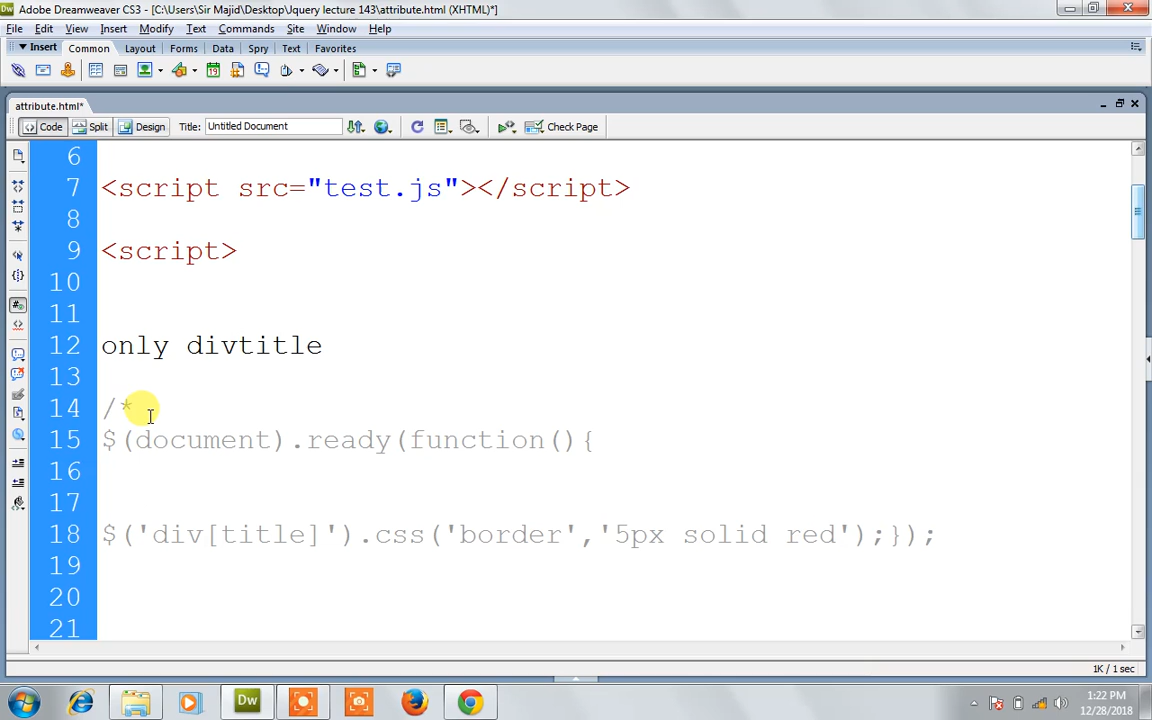 Dw Adobe Dreamweaver CS3 - [C:\Users\Sir Majid\Desktop\Jquery lecture 143\attribute.html (XHTML)*]
File Edit View Insert Modify Text Commands Site Window Help
Insert Common Layout Forms Data Spry Text Favorites
attribute.html*
Code Split Design Title: Untitled Document Check Page
6
7 <script src="test.js"></script>
8
9 <script>
10
11
12 only divtitle
13
14 /*
15 $(document).ready(function(){
16
17
18 $('div[title]').css('border','5px solid red');});
19
20
21
1K / 1 sec
Dw
1:22 PM
12/28/2018